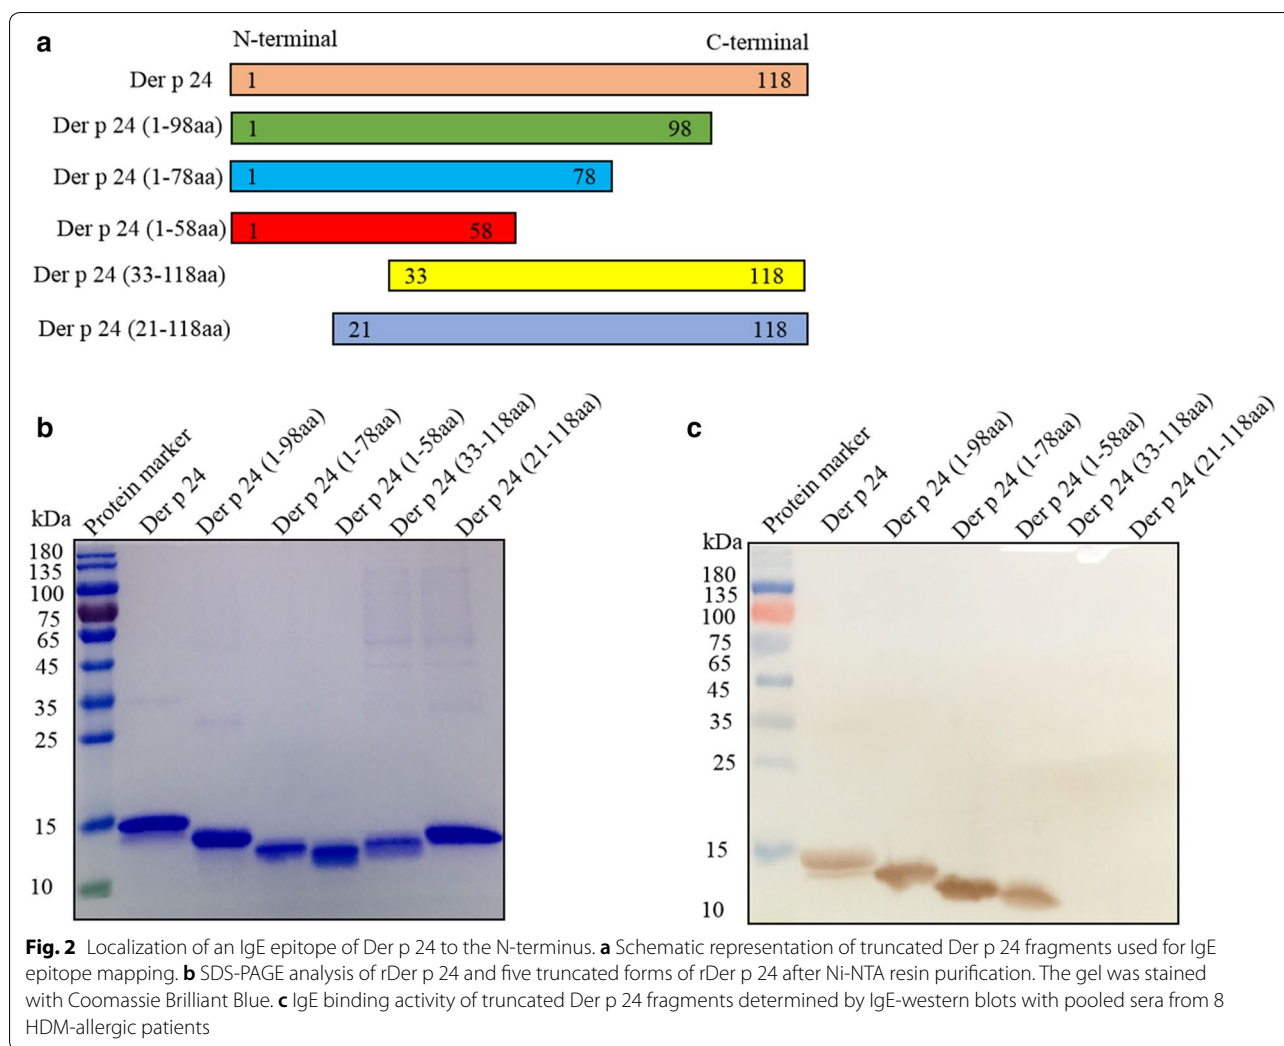 a
N-terminal
C-terminal
Der p 24
1
118
Der p 24 (1-98aa)
1
98
Der p 24 (1-78aa)
1
78
Der p 24 (1-58aa)
1
58
Der p 24 (33-118aa)
33
118
Der p 24 (21-118aa)
21
118
b
kDa
Protein marker
Der p 24
Der p 24 (1-98aa)
Der p 24 (1-78aa)
Der p 24 (1-58aa)
Der p 24 (33-118aa)
Der p 24 (21-118aa)
180
135
100
75
65
45
35
25
15
10
c
kDa
Protein marker
Der p 24
Der p 24 (1-98aa)
Der p 24 (1-78aa)
Der p 24 (1-58aa)
Der p 24 (33-118aa)
Der p 24 (21-118aa)
180
135
100
75
65
45
35
25
15
10
Fig. 2 Localization of an IgE epitope of Der p 24 to the N-terminus. a Schematic representation of truncated Der p 24 fragments used for IgE
epitope mapping. b SDS-PAGE analysis of rDer p 24 and five truncated forms of rDer p 24 after Ni-NTA resin purification. The gel was stained
with Coomassie Brilliant Blue. c IgE binding activity of truncated Der p 24 fragments determined by IgE-western blots with pooled sera from 8
HDM-allergic patients